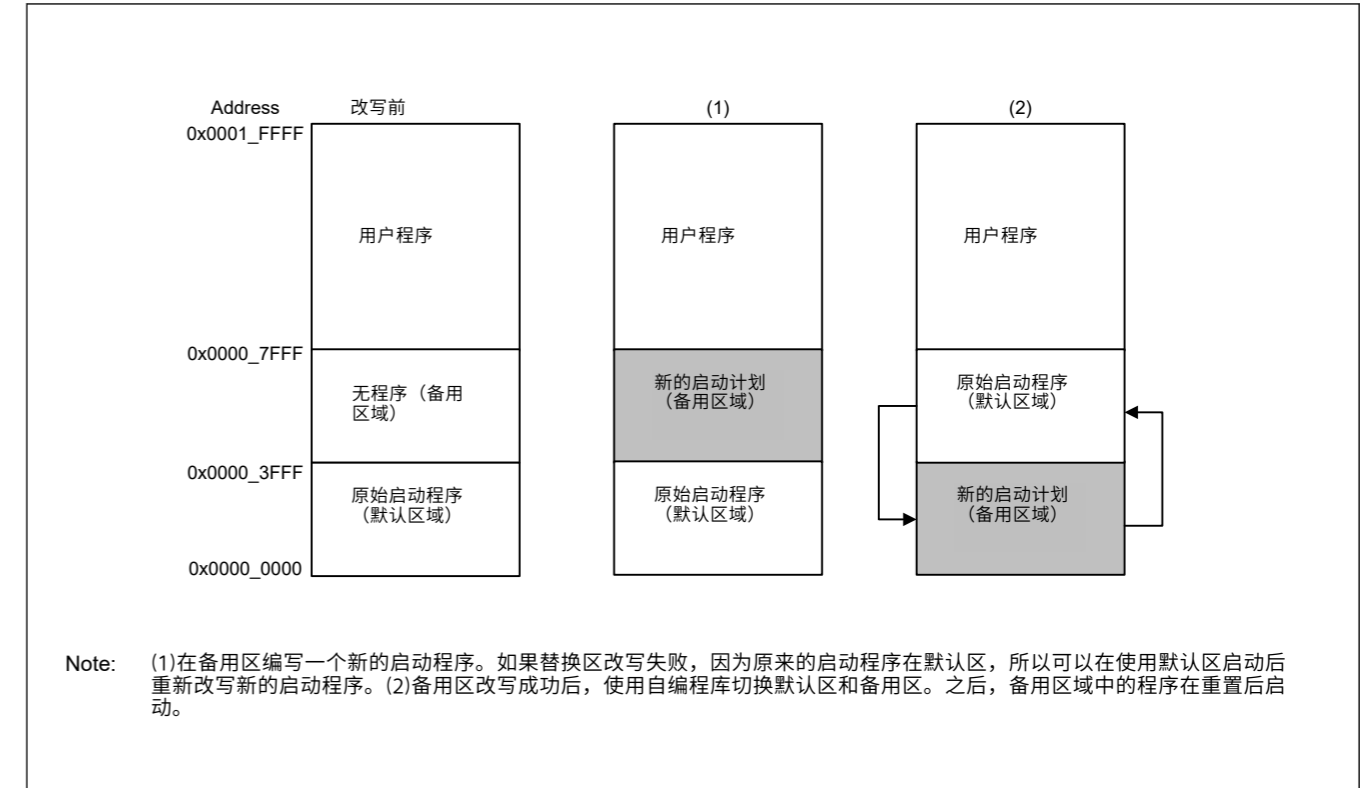 Address 改写前 (1) (2)
0x0001_FFFF
用户程序 用户程序 用户程序
0x0000_7FFF
无程序（备用
区域）
新的启动计划
（备用区域）
原始启动程序
（默认区域）
0x0000_3FFF
原始启动程序
（默认区域）
原始启动程序
（默认区域）
新的启动计划
（备用区域）
0x0000_0000
Note: (1)在备用区编写一个新的启动程序。如果替换区改写失败，因为原来的启动程序在默认区，所以可以在使用默认区启动后
重新改写新的启动程序。(2)备用区改写成功后，使用自编程库切换默认区和备用区。之后，备用区域中的程序在重置后启
动。